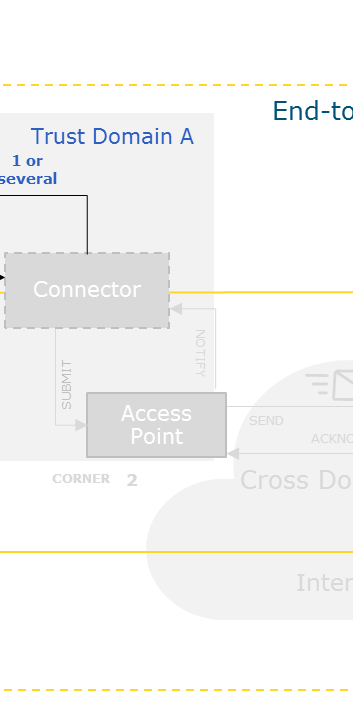 End-to
Trust Domain A
1 or
several
Connector
NOTIFY
SUBMIT
Access
Point
SEND
ACKNO
CORNER 2
Cross Do
Inter